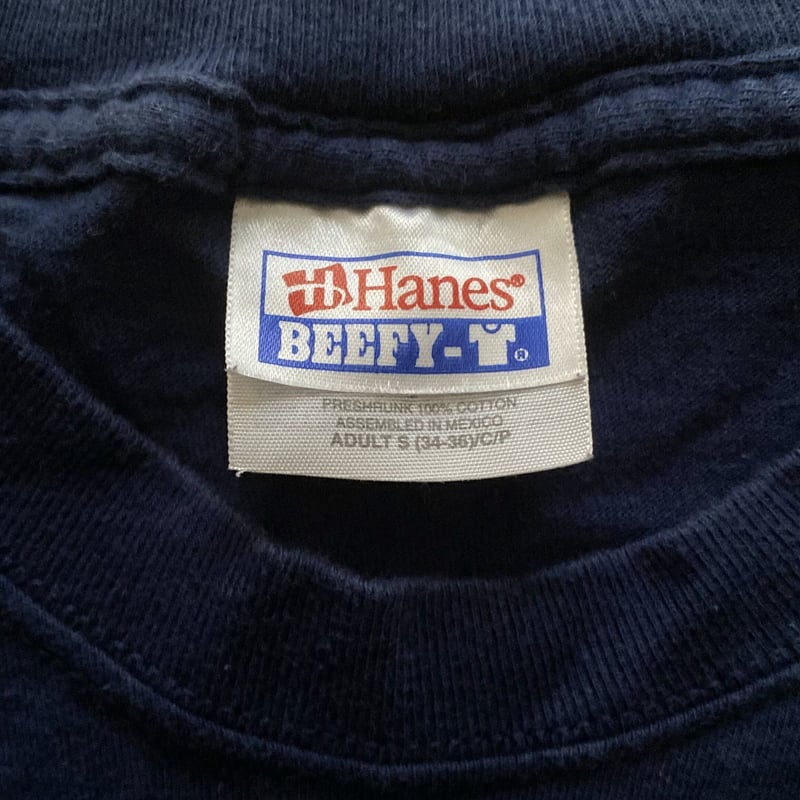 Hanes®
BEEFY-T®
PRESHRUNK 100% COTTON
ASSEMBLED IN MEXICO
ADULT S (34-36)/C/P